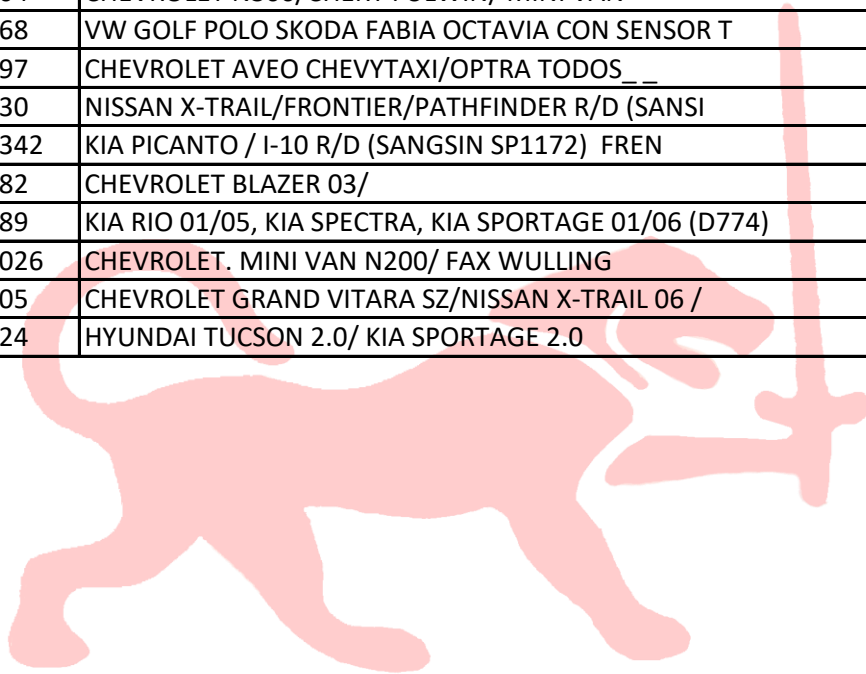 68 VW GOLF POLO SKODA FABIA OCTAVIA CON SENSOR T
97 CHEVROLET AVEO CHEVYTAXI/OPTRA TODOS_ _
30 NISSAN X-TRAIL/FRONTIER/PATHFINDER R/D (SANSI
342 KIA PICANTO / I-10 R/D (SANGSIN SP1172)  FREN
82 CHEVROLET BLAZER 03/
89 KIA RIO 01/05, KIA SPECTRA, KIA SPORTAGE 01/06 (D774)
026 CHEVROLET. MINI VAN N200/ FAX WULLING
05 CHEVROLET GRAND VITARA SZ/NISSAN X-TRAIL 06 /
24 HYUNDAI TUCSON 2.0/ KIA SPORTAGE 2.0